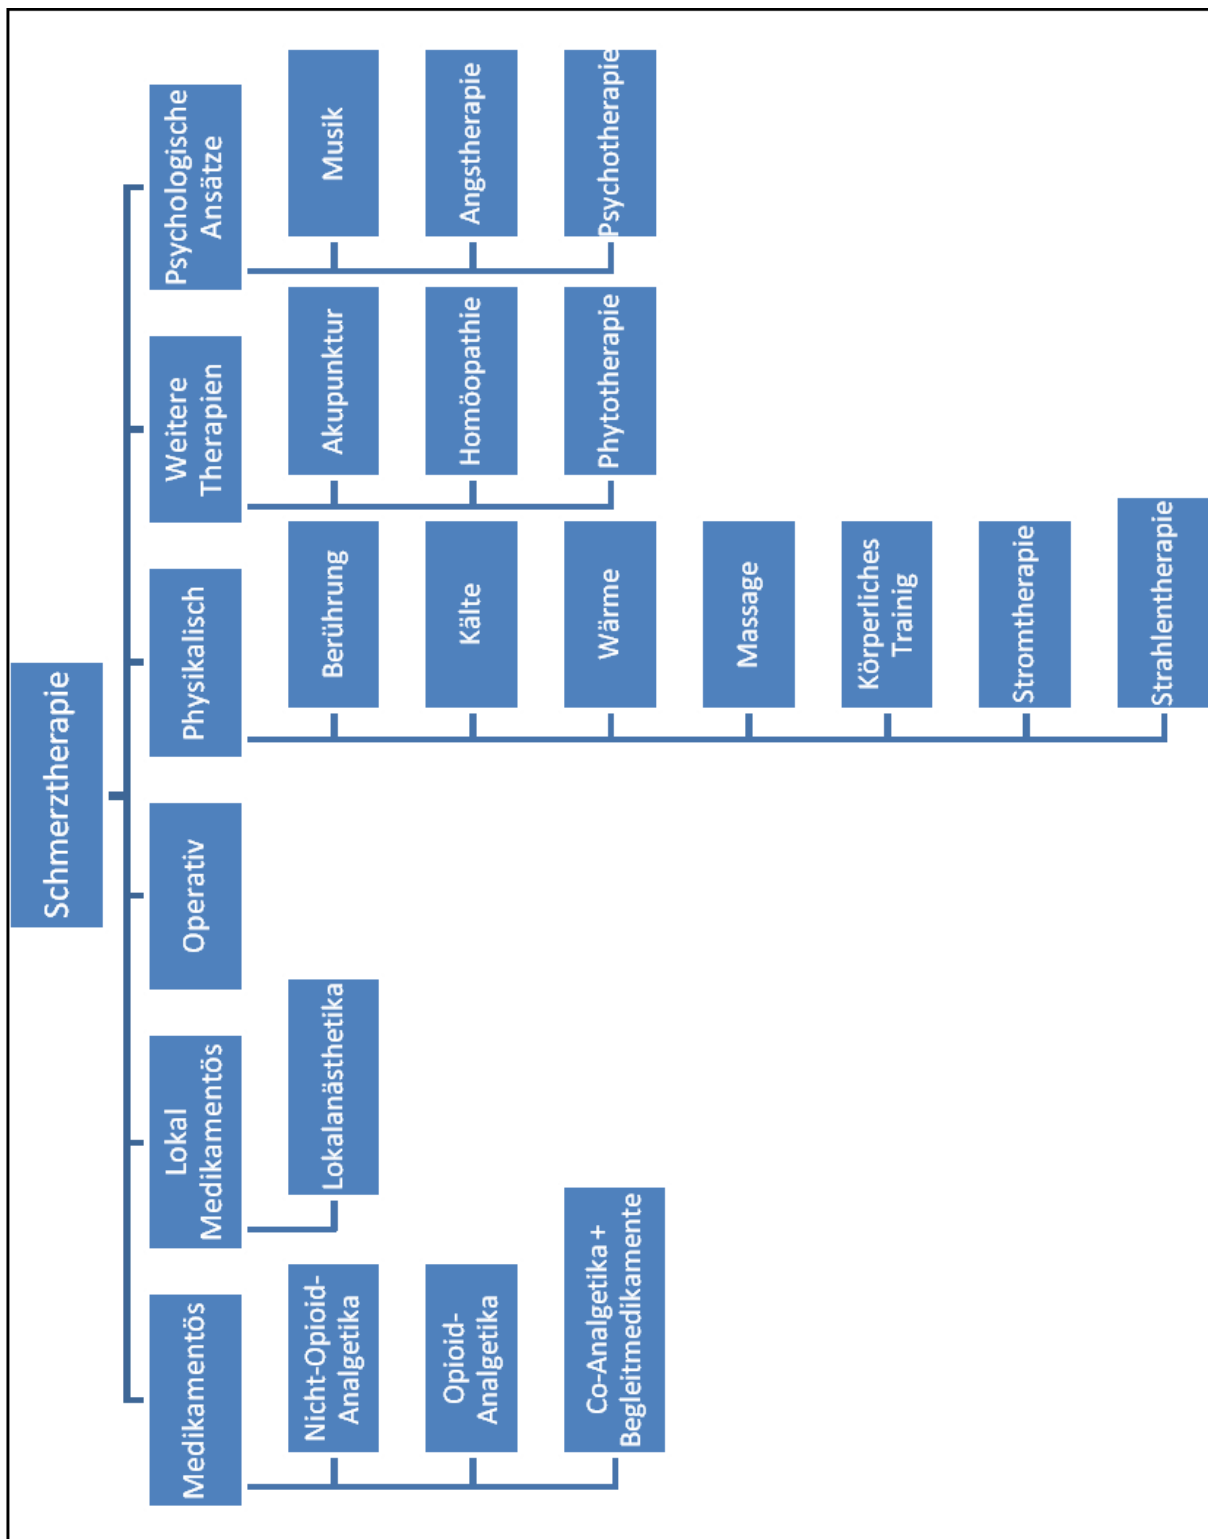 Schmerztherapie
Medikamentös
Nicht-Opioid-
Analgetika
Opioid-
Analgetika
Co-Analgetika +
Begleitmedikamente
Lokal
Medikamentös
Lokalanästhetika
Operativ
Physikalisch
Berührung
Kälte
Wärme
Massage
Körperliches
Trainig
Stromtherapie
Strahlentherapie
Weitere
Therapien
Akupunktur
Homöopathie
Phytotherapie
Psychologische
Ansätze
Musik
Angstherapie
Psychotherapie